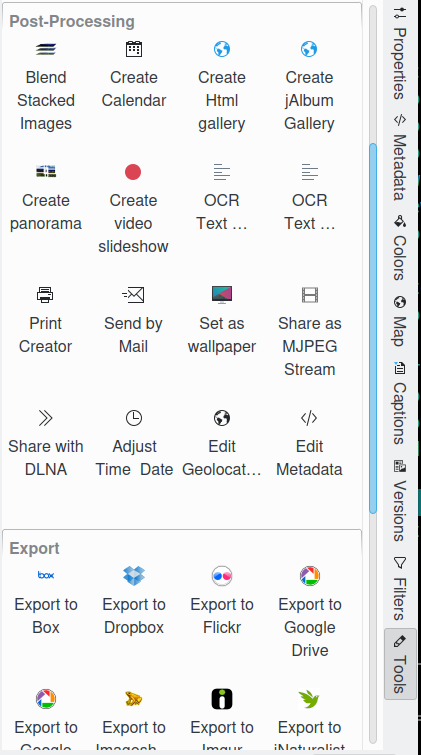 Post-Processing
Blend
Stacked
Images
Create
Calendar
Create
Html
gallery
Create
jAlbum
Gallery
Create
panorama
Create
video
slideshow
OCR
Text ...
OCR
Text ...
Print
Creator
Send by
Mail
Set as
wallpaper
Share as
MJPEG
Stream
Share with
DLNA
Adjust
Time  Date
Edit
Geolocat...
Edit
Metadata
Export
box
Export to
Box
Export to
Dropbox
Export to
Flickr
Export to
Google
Drive
Export to
Google
Export to
Export to
Imgur
Export to
iNaturalist
Properties
Metadata
Colors
Map
Captions
Versions
Filters
Tools